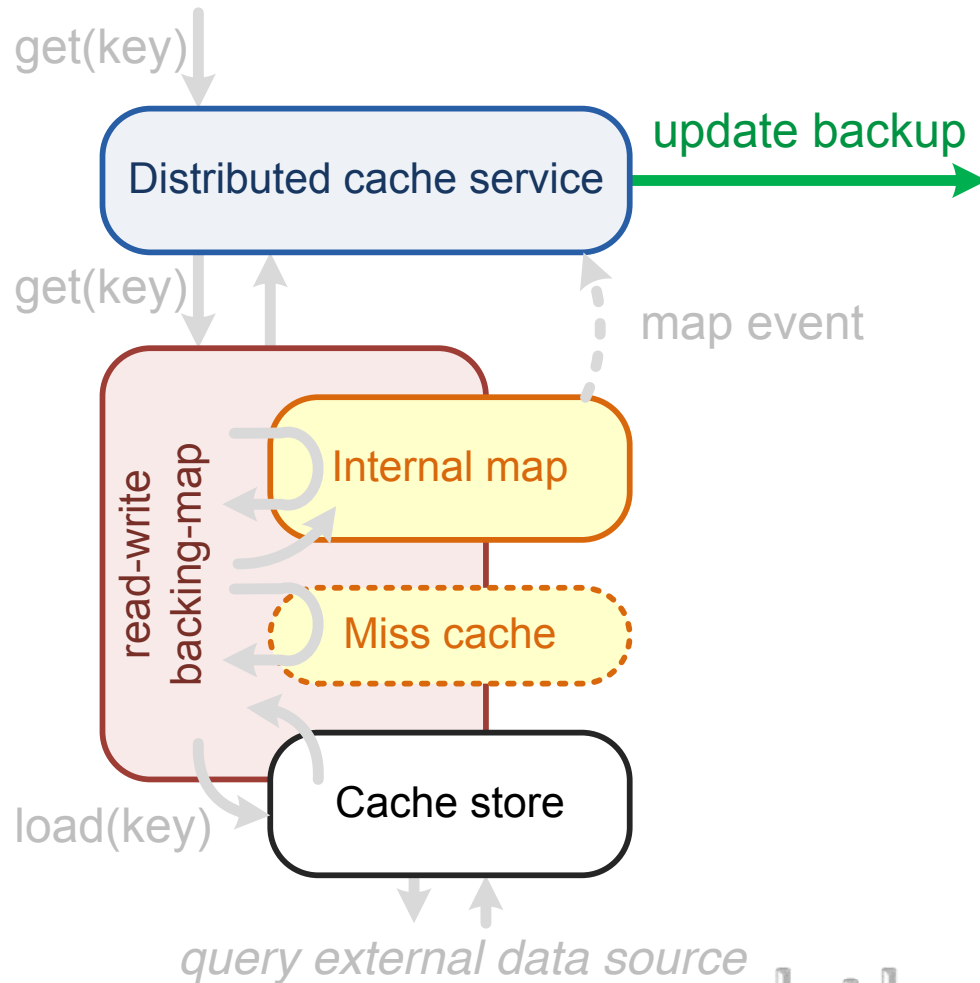 get(key)
update backup
Distributed cache service
get(key)
map event
Internal map
read-write
backing-map
Miss cache
Cache store
load(key)
query external data source